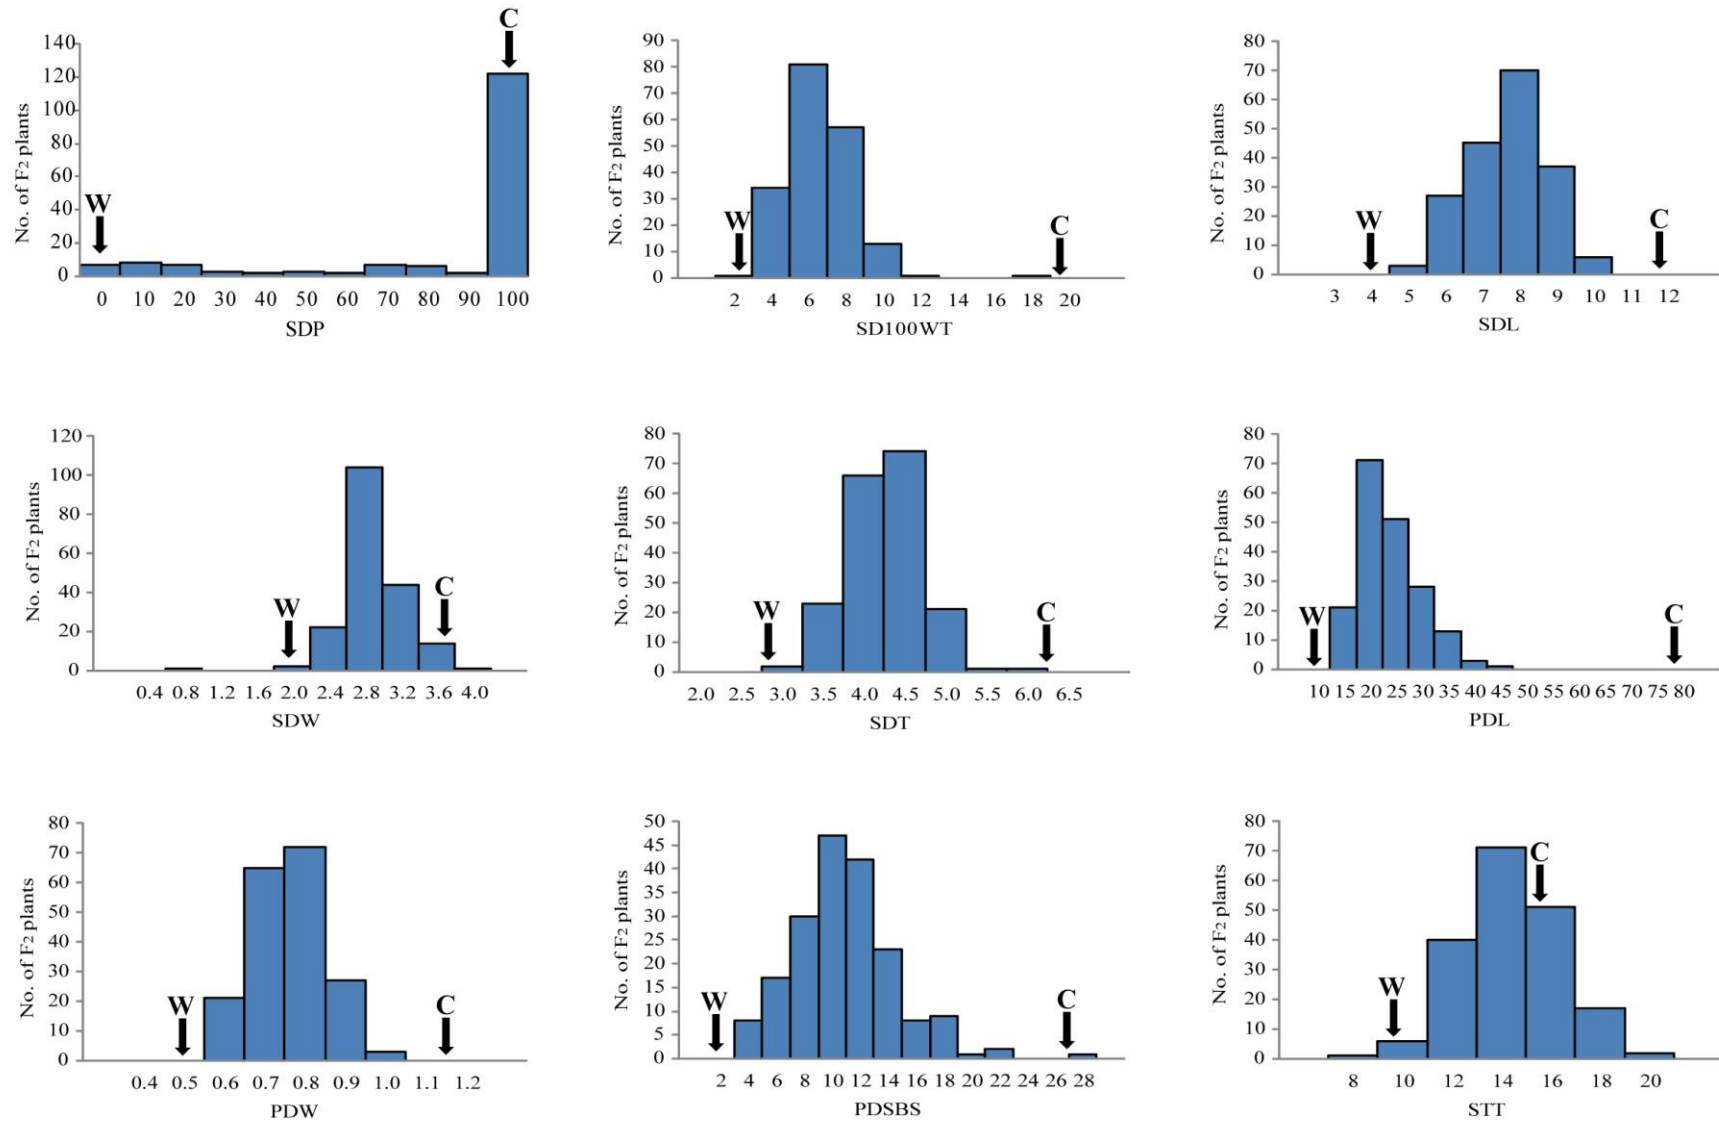 C
140
120
100
80
60
40
20
0
No. of F2 plants
W
0 10 20 30 40 50 60 70 80 90 100
SDP
90
80
70
60
50
40
30
20
10
0
No. of F2 plants
W
C
2 4 6 8 10 12 14 16 18 20
SD100WT
80
70
60
50
40
30
20
10
0
No. of F2 plants
W
C
3 4 5 6 7 8 9 10 11 12
SDL
120
100
80
60
40
20
0
No. of F2 plants
W
C
0.4 0.8 1.2 1.6 2.0 2.4 2.8 3.2 3.6 4.0
SDW
80
70
60
50
40
30
20
10
0
No. of F2 plants
W
C
2.0 2.5 3.0 3.5 4.0 4.5 5.0 5.5 6.0 6.5
SDT
80
70
60
50
40
30
20
10
0
No. of F2 plants
W
C
10 15 20 25 30 35 40 45 50 55 60 65 70 75 80
PDL
80
70
60
50
40
30
20
10
0
No. of F2 plants
W
C
0.4 0.5 0.6 0.7 0.8 0.9 1.0 1.1 1.2
PDW
50
45
40
35
30
25
20
15
10
5
0
No. of F2 plants
W
C
2 4 6 8 10 12 14 16 18 20 22 24 26 28
PDSBS
80
70
60
50
40
30
20
10
0
No. of F2 plants
C
W
8 10 12 14 16 18 20
STT